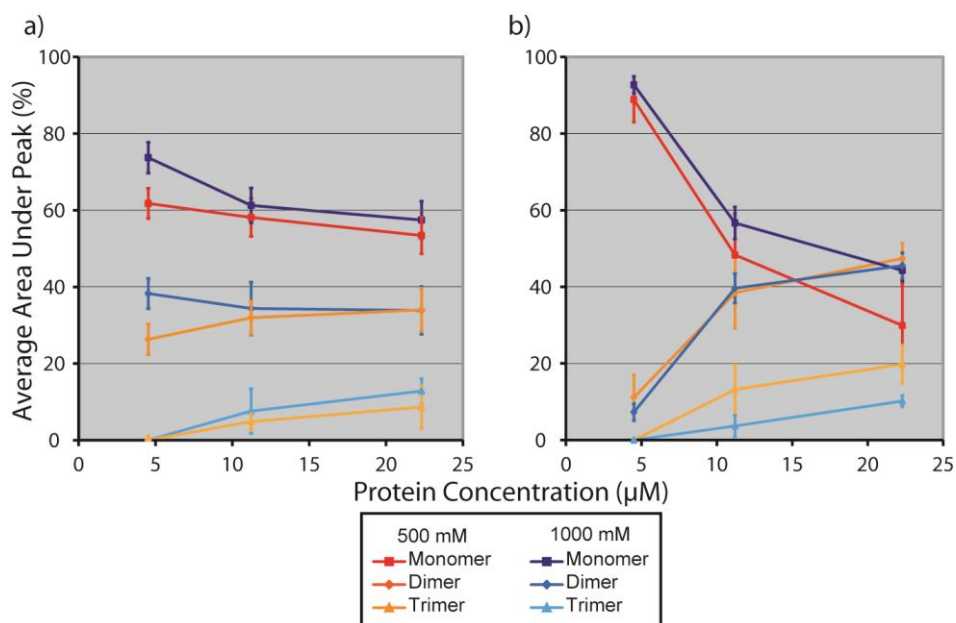 a)
b)
Average Area Under Peak (%)
100
80
60
40
20
0
0 5 10 15 20 25
100
80
60
40
20
0
0 5 10 15 20 25
Protein Concentration (µM)
500 mM 1000 mM
Monomer Monomer
Dimer Dimer
Trimer Trimer